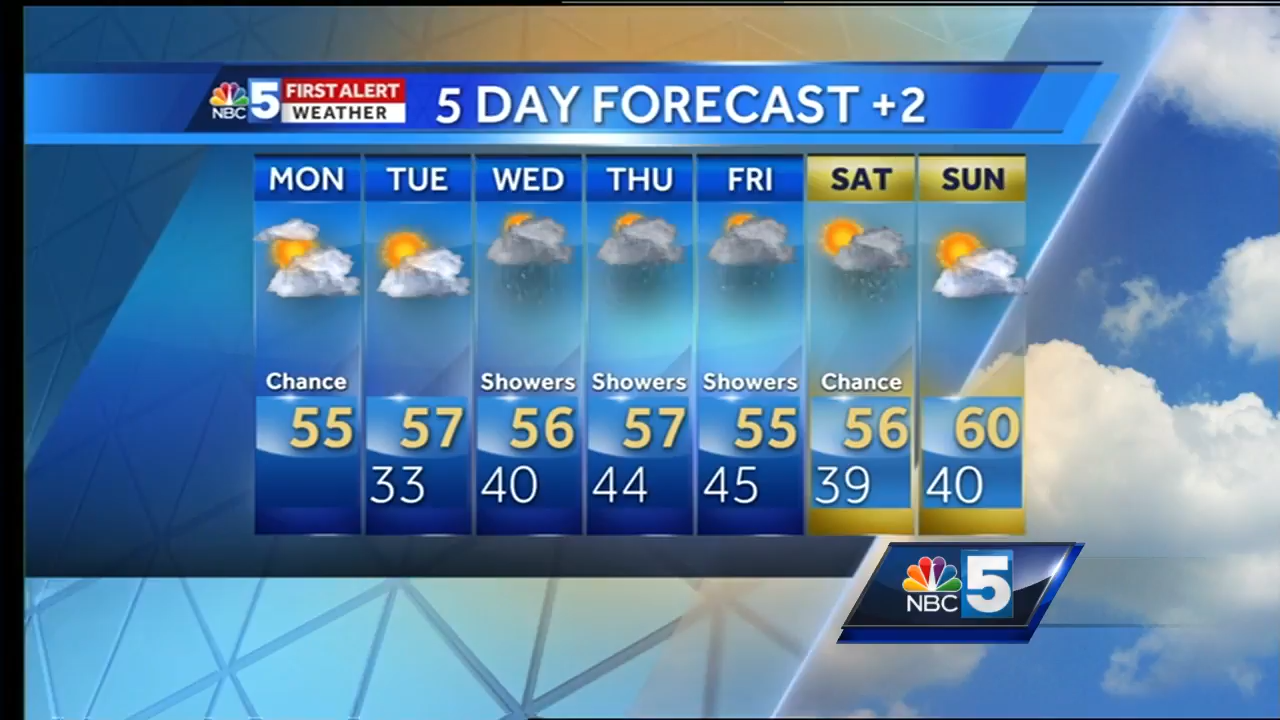 NBC 5 FIRST ALERT WEATHER
5 DAY FORECAST +2
MON TUE WED THU FRI SAT SUN
Chance Showers Showers Showers Chance
55 57 56 57 55 56 60
33 40 44 45 39 40
NBC 5